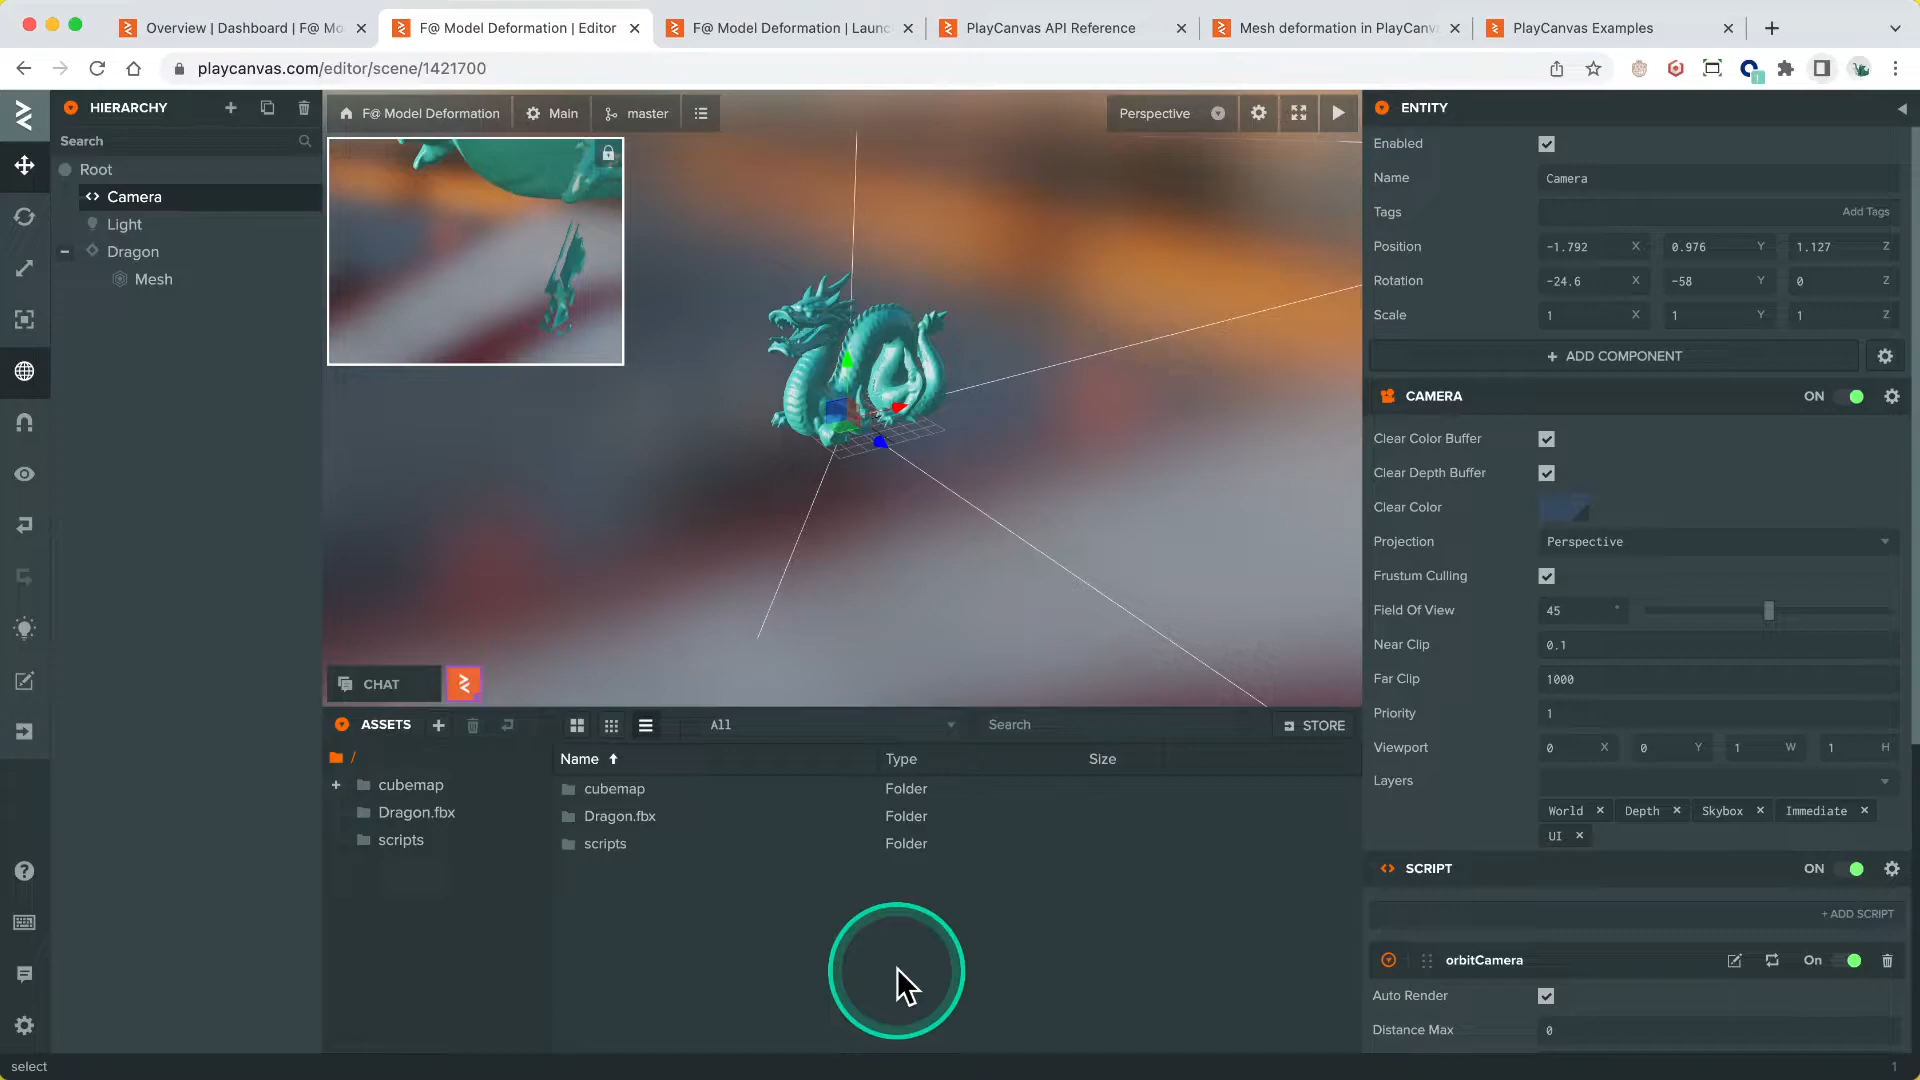 Overview | Dashboard | F@ Mo
F@ Model Deformation | Editor
F@ Model Deformation | Launc
PlayCanvas API Reference
Mesh deformation in PlayCanv
PlayCanvas Examples
playcanvas.com/editor/scene/1421700
HIERARCHY
Search
Root
Camera
Light
Dragon
Mesh
F@ Model Deformation
Main
master
Perspective
CHAT
ASSETS
All
Search
STORE
/
cubemap
Dragon.fbx
scripts
Name
Type
Size
cubemap
Folder
Dragon.fbx
Folder
scripts
Folder
ENTITY
Enabled
Name
Camera
Tags
Add Tags
Position
-1.792 X 0.976 Y 1.127 Z
Rotation
-24.6 X -58 Y 0 Z
Scale
1 X 1 Y 1 Z
+ ADD COMPONENT
CAMERA
ON
Clear Color Buffer
Clear Depth Buffer
Clear Color
Projection
Perspective
Frustum Culling
Field Of View
45 °
Near Clip
0.1
Far Clip
1000
Priority
1
Viewport
0 X 0 Y 1 W 1 H
Layers
World × Depth × Skybox × Immediate ×
UI ×
SCRIPT
ON
+ ADD SCRIPT
orbitCamera
On
Auto Render
Distance Max
0
select
1